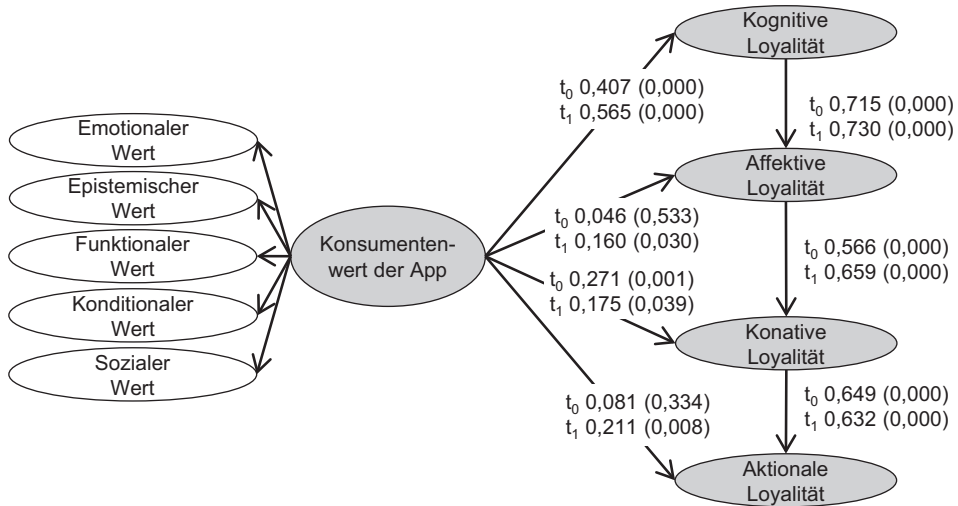 Kognitive
Loyalität
t₀ 0,407 (0,000)
t₁ 0,565 (0,000)
t₀ 0,715 (0,000)
t₁ 0,730 (0,000)
Emotionaler
Wert
Epistemischer
Wert
Funktionaler
Wert
Konditionaler
Wert
Sozialer
Wert
Konsumenten-
wert der App
Affektive
Loyalität
t₀ 0,046 (0,533)
t₁ 0,160 (0,030)
t₀ 0,271 (0,001)
t₁ 0,175 (0,039)
t₀ 0,566 (0,000)
t₁ 0,659 (0,000)
Konative
Loyalität
t₀ 0,081 (0,334)
t₁ 0,211 (0,008)
t₀ 0,649 (0,000)
t₁ 0,632 (0,000)
Aktionale
Loyalität